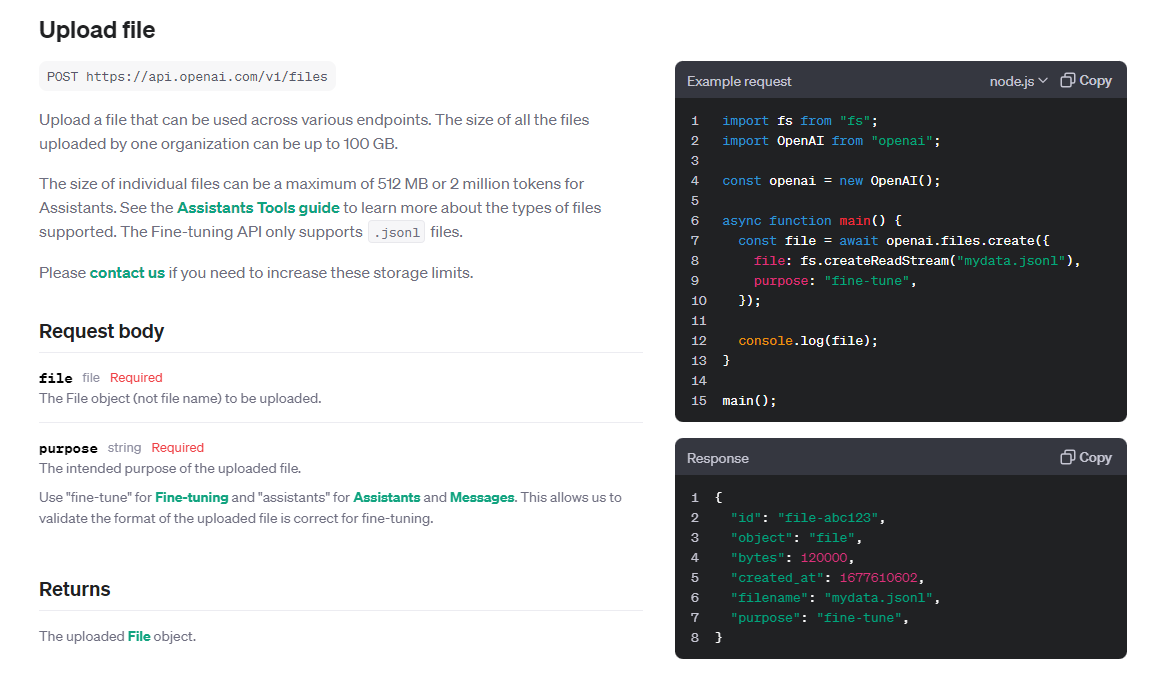 Upload file
POST https://api.openai.com/v1/files
Upload a file that can be used across various endpoints. The size of all the files
uploaded by one organization can be up to 100 GB.
The size of individual files can be a maximum of 512 MB or 2 million tokens for
Assistants. See the Assistants Tools guide to learn more about the types of files
supported. The Fine-tuning API only supports .jsonl files.
Please contact us if you need to increase these storage limits.
Request body
file file Required
The File object (not file name) to be uploaded.
purpose string Required
The intended purpose of the uploaded file.
Use "fine-tune" for Fine-tuning and "assistants" for Assistants and Messages. This allows us to
validate the format of the uploaded file is correct for fine-tuning.
Returns
The uploaded File object.
Example request node.js Copy
1 import fs from "fs";
2 import OpenAI from "openai";
3
4 const openai = new OpenAI();
5
6 async function main() {
7   const file = await openai.files.create({
8     file: fs.createReadStream("mydata.jsonl"),
9     purpose: "fine-tune",
10   });
11
12   console.log(file);
13 }
14
15 main();
Response Copy
1 {
2   "id": "file-abc123",
3   "object": "file",
4   "bytes": 120000,
5   "created_at": 1677610602,
6   "filename": "mydata.jsonl",
7   "purpose": "fine-tune",
8 }